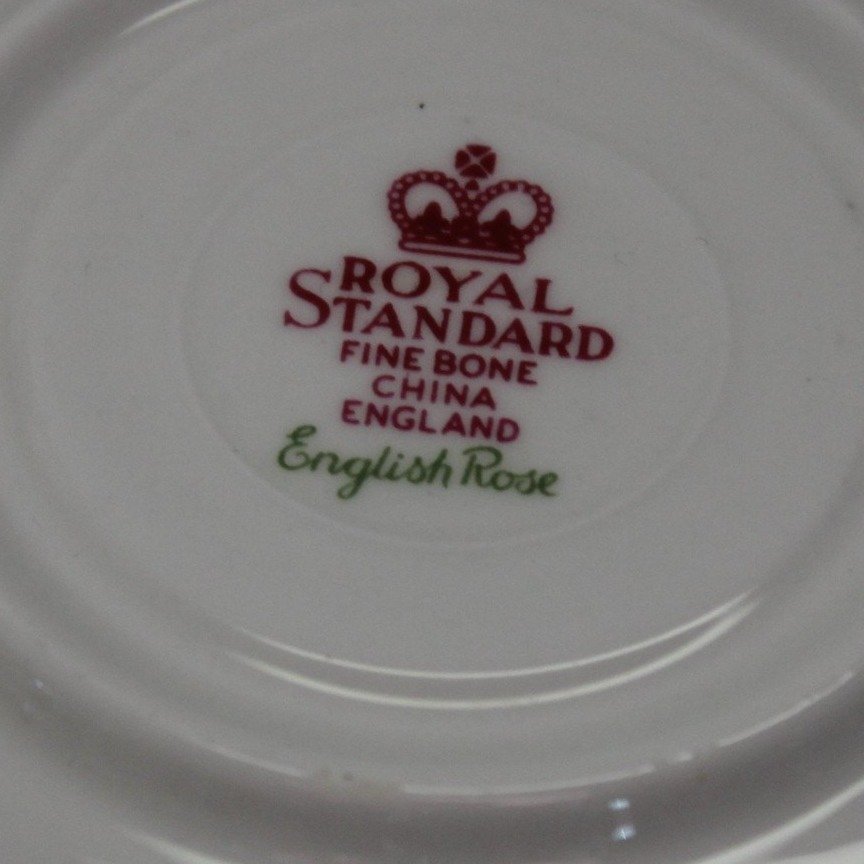 ROYAL
STANDARD
FINE BONE
CHINA
ENGLAND
English Rose